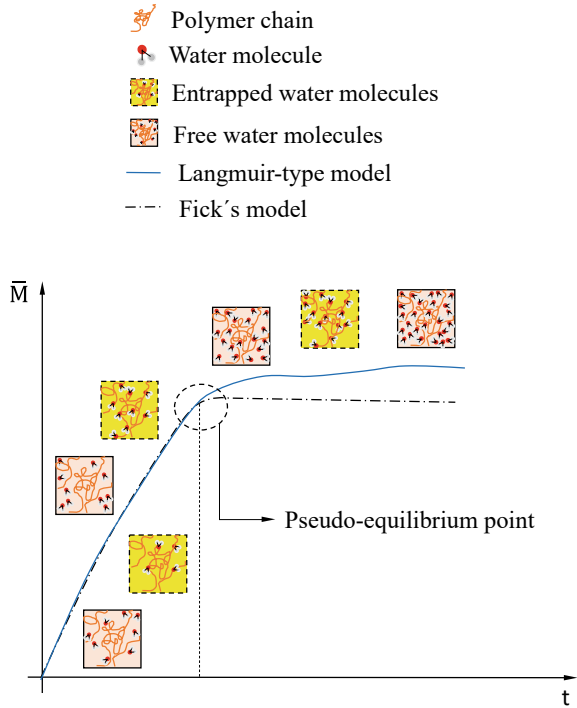 Polymer chain
Water molecule
Entrapped water molecules
Free water molecules
Langmuir-type model
Fick´s model
M̅
Pseudo-equilibrium point
t